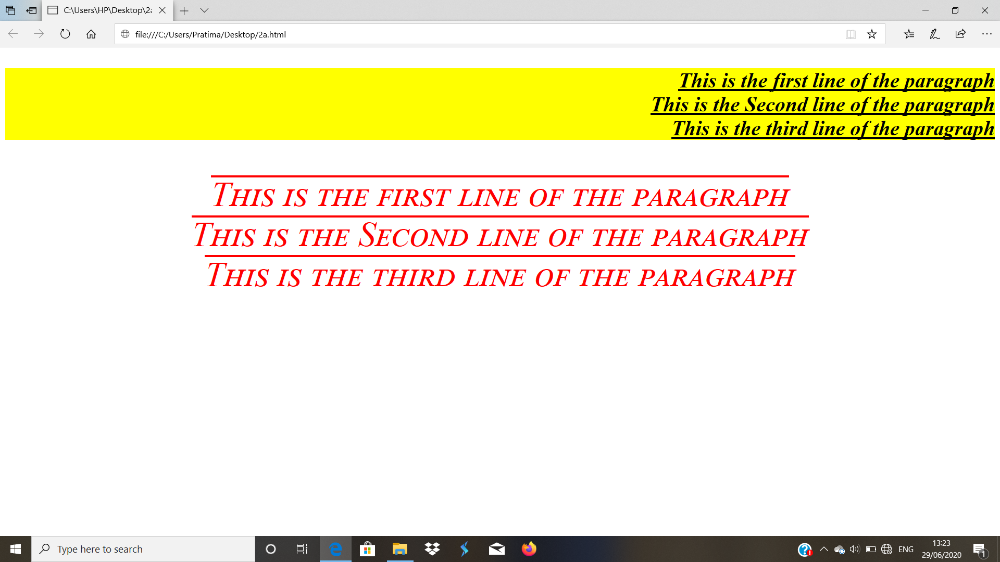 C:\Users\HP\Desktop\2a
file:///C:/Users/Pratima/Desktop/2a.html
This is the first line of the paragraph
This is the Second line of the paragraph
This is the third line of the paragraph
This is the first line of the paragraph
This is the Second line of the paragraph
This is the third line of the paragraph
Type here to search
ENG
13:23
29/06/2020
1